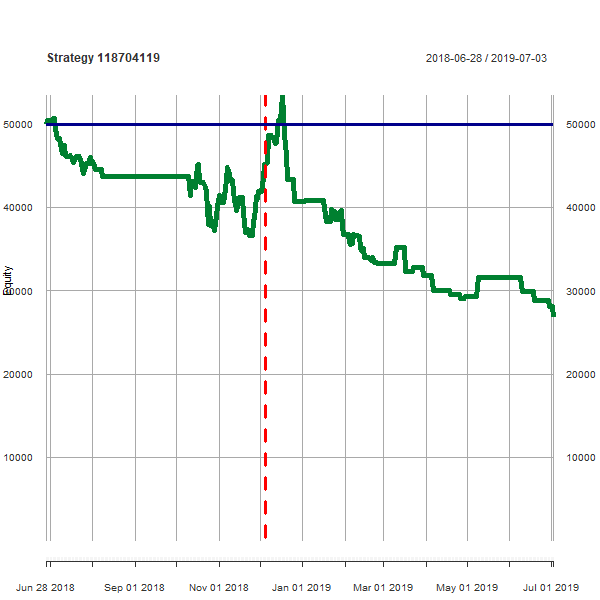 Strategy 118704119
2018-06-28 / 2019-07-03
50000
50000
40000
40000
Equity
30000
30000
20000
20000
10000
10000
Jun 28 2018
Sep 01 2018
Nov 01 2018
Jan 01 2019
Mar 01 2019
May 01 2019
Jul 01 2019